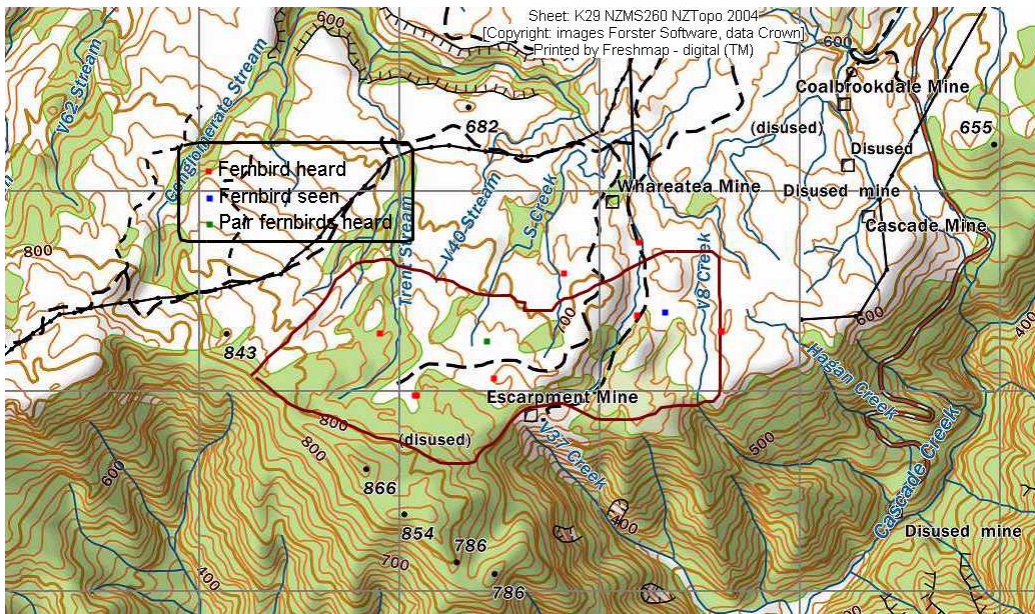 Sheet: K29 NZMS260 NZTopo 2004
[Copyright: images Forster Software, data Crown]
Printed by Freshmap - digital (TM)
600
600
V62 Stream
Conglomerate Stream
682
Coalbrookdale Mine
(disused)
655
Disused
Fernbird heard
Fernbird seen
Pair fernbirds heard
Trent Stream
V40 Stream
LS Creek
Whareatea Mine
Disused mine
Cascade Mine
800
V8 Creek
700
600
400
843
Hagan Creek
Escarpment Mine
800
800
(disused)
V37 Creek
500
Cascade Creek
600
866
854
786
400
Disused mine
700
400
786